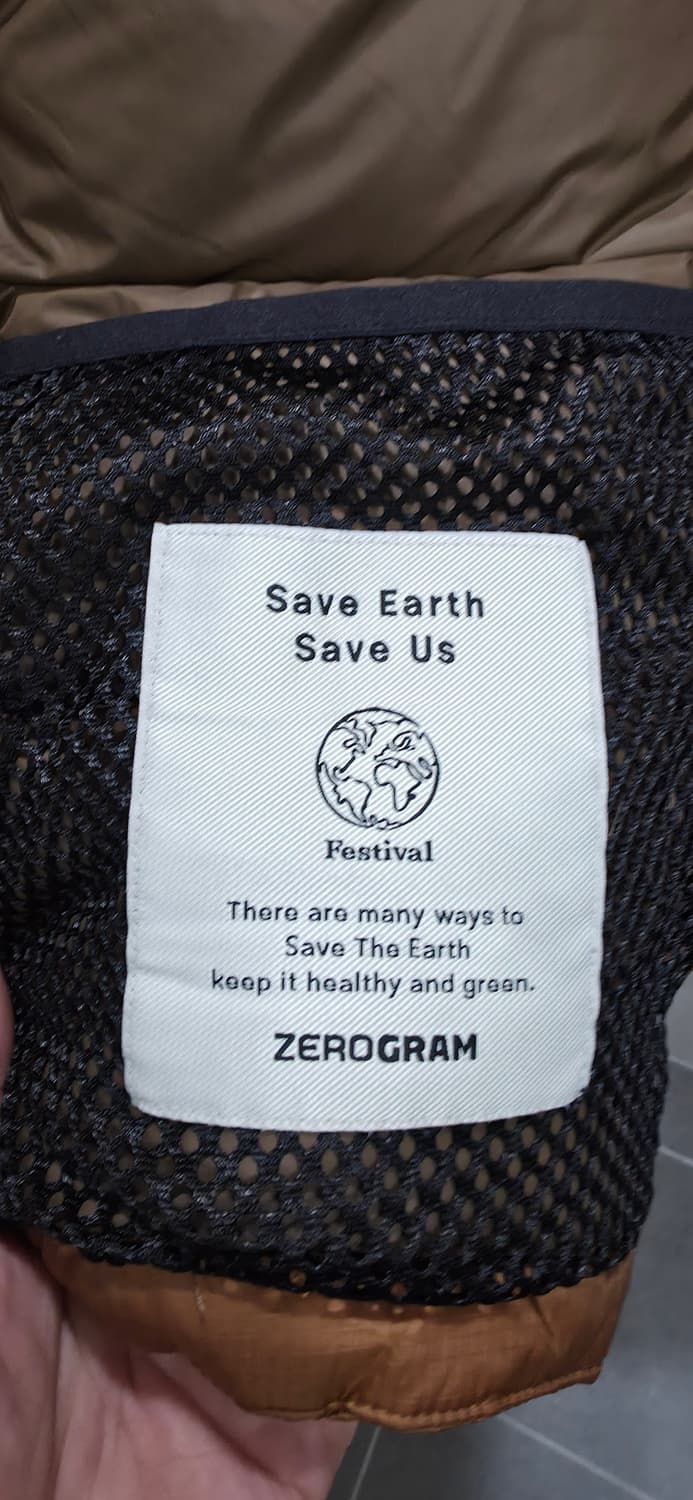 Save Earth
Save Us
Festival
There are many ways to
Save The Earth
keep it healthy and green.
ZEROGRAM